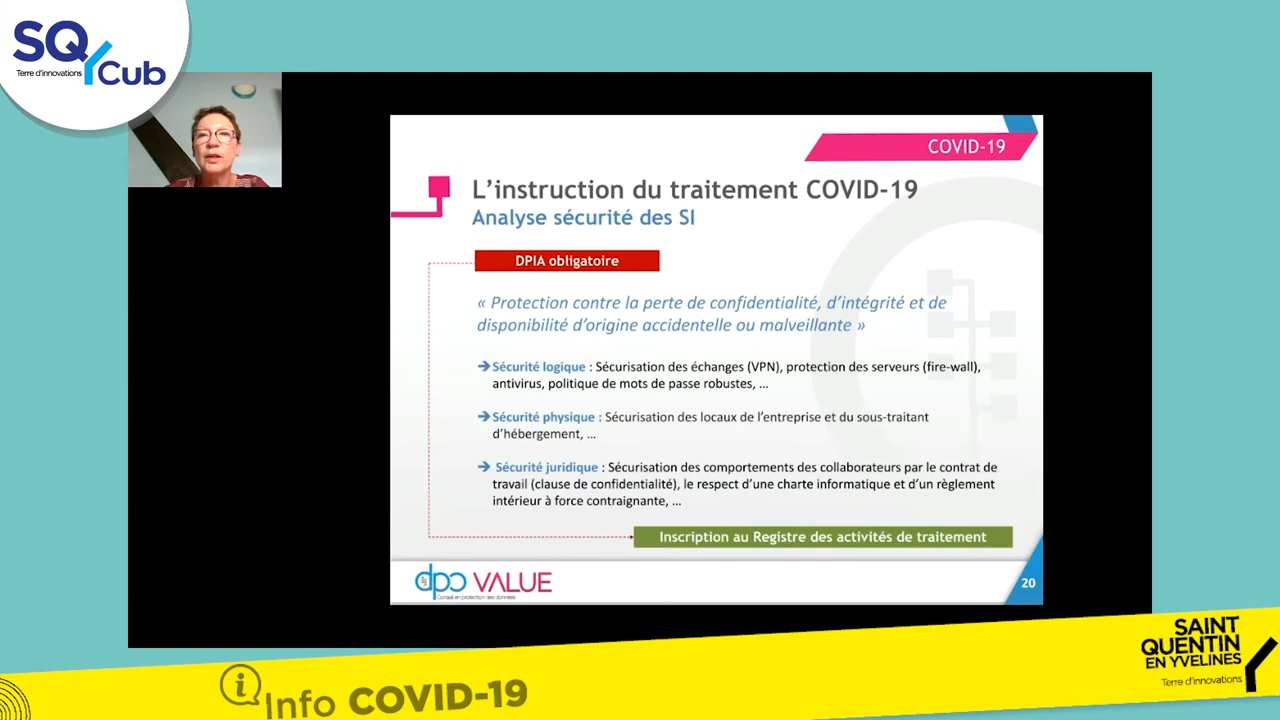 SQY Cub
Terre d'innovations
COVID-19
L'instruction du traitement COVID-19
Analyse sécurité des SI
DPIA obligatoire
« Protection contre la perte de confidentialité, d'intégrité et de
disponibilité d'origine accidentelle ou malveillante »
➔Sécurité logique : Sécurisation des échanges (VPN), protection des serveurs (fire-wall),
antivirus, politique de mots de passe robustes, …
➔Sécurité physique : Sécurisation des locaux de l'entreprise et du sous-traitant
d'hébergement, …
➔ Sécurité juridique : Sécurisation des comportements des collaborateurs par le contrat de
travail (clause de confidentialité), le respect d'une charte informatique et d'un règlement
intérieur à force contraignante, …
Inscription au Registre des activités de traitement
dpo VALUE
Conseil en protection des données
20
i Info COVID-19
SAINT
QUENTIN
EN YVELINES
Terre d'innovations